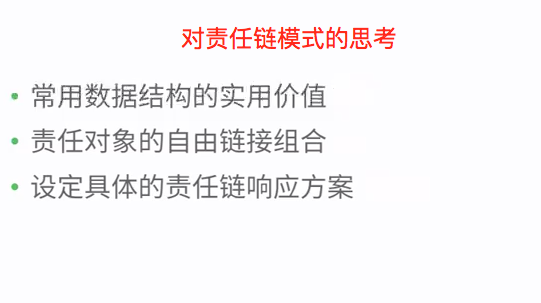 对责任链模式的思考
常用数据结构的实用价值
责任对象的自由链接组合
设定具体的责任链响应方案